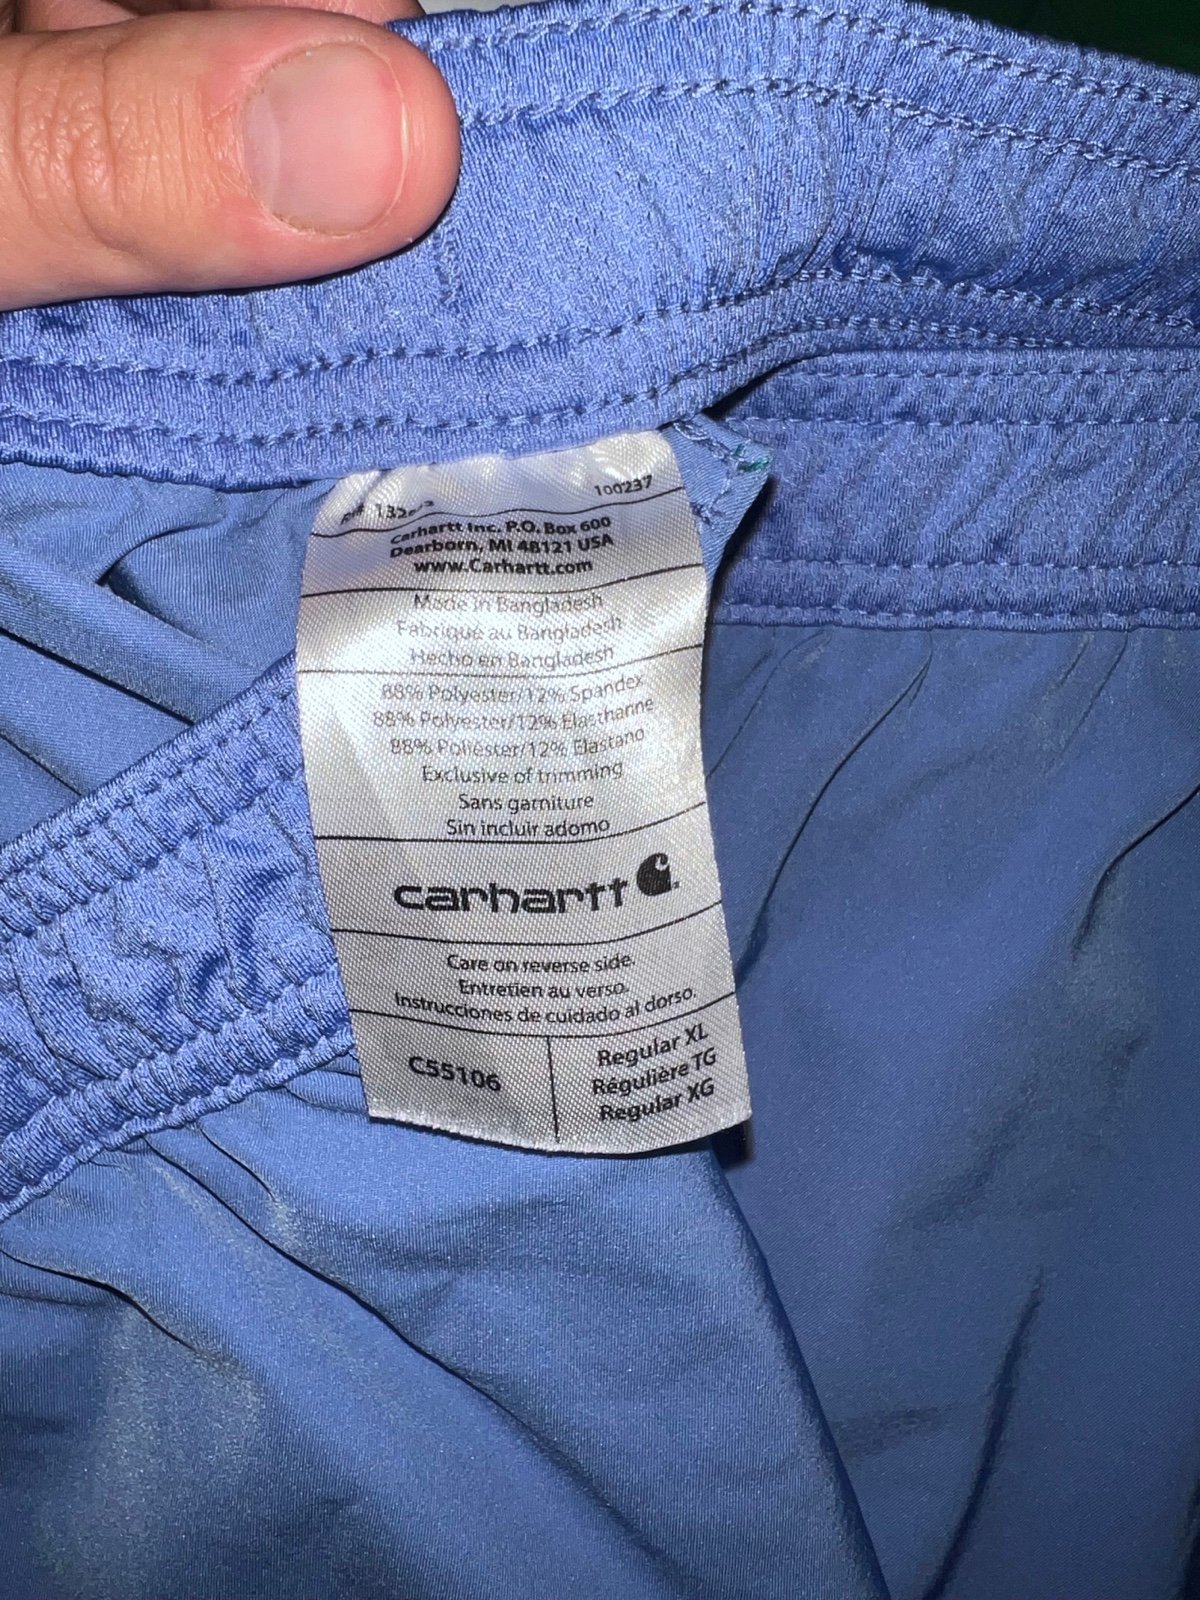 100237
Carhartt Inc. P.O. Box 600
Dearborn, MI 48121 USA
www.Carhartt.com
Made in Bangladesh
Fabriqué au Bangladesh
Hecho en Bangladesh
88% Polyester/12% Spandex
88% Polyester/12% Élasthanne
88% Poliéster/12% Elastano
Exclusive of trimming
Sans garniture
Sin incluir adorno
carhartt
Care on reverse side.
Entretien au verso.
Instrucciones de cuidado al dorso.
C55106
Regular XL
Régulière TG
Regular XG